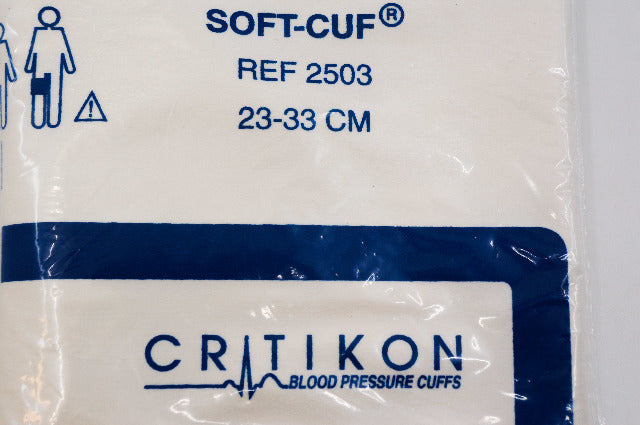 SOFT-CUF®
REF 2503
23-33 CM
CRITIKON
BLOOD PRESSURE CUFFS